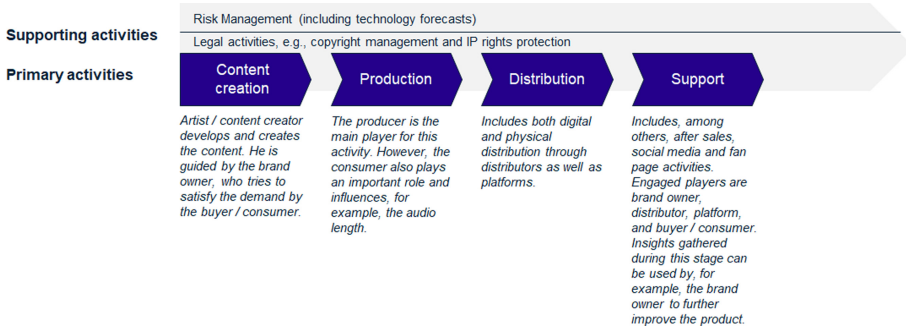 Supporting activities
Risk Management (including technology forecasts)
Legal activities, e.g., copyright management and IP rights protection
Primary activities
Content
creation
Artist / content creator
develops and creates
the content. He is
guided by the brand
owner, who tries to
satisfy the demand by
the buyer / consumer.
Production
The producer is the
main player for this
activity. However, the
consumer also plays
an important role and
influences, for
example, the audio
length.
Distribution
Includes both digital
and physical
distribution through
distributors as well as
platforms.
Support
Includes, among
others, after sales,
social media and fan
page activities.
Engaged players are
brand owner,
distributor, platform,
and buyer / consumer.
Insights gathered
during this stage can
be used by, for
example, the brand
owner to further
improve the product.